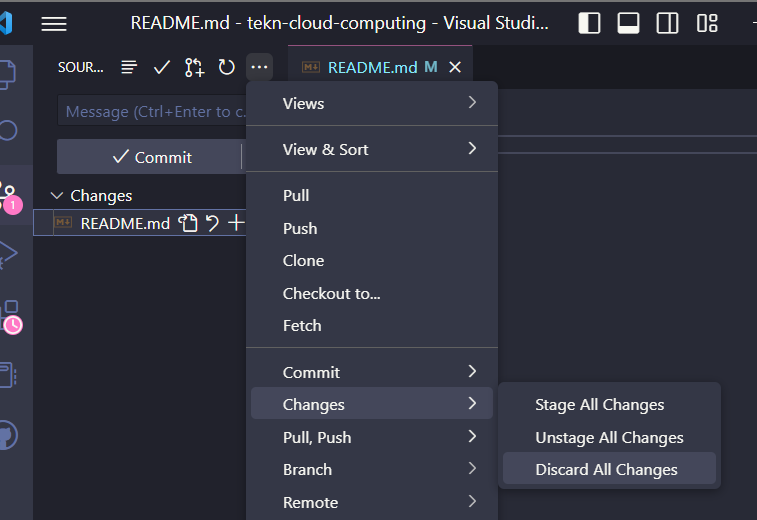 README.md - tekn-cloud-computing - Visual Studi...
SOUR...
README.md M
Message (Ctrl+Enter to c
Commit
Changes
README.md
1
Views
View & Sort
Pull
Push
Clone
Checkout to...
Fetch
Commit
Changes
Pull, Push
Branch
Remote
Stage All Changes
Unstage All Changes
Discard All Changes